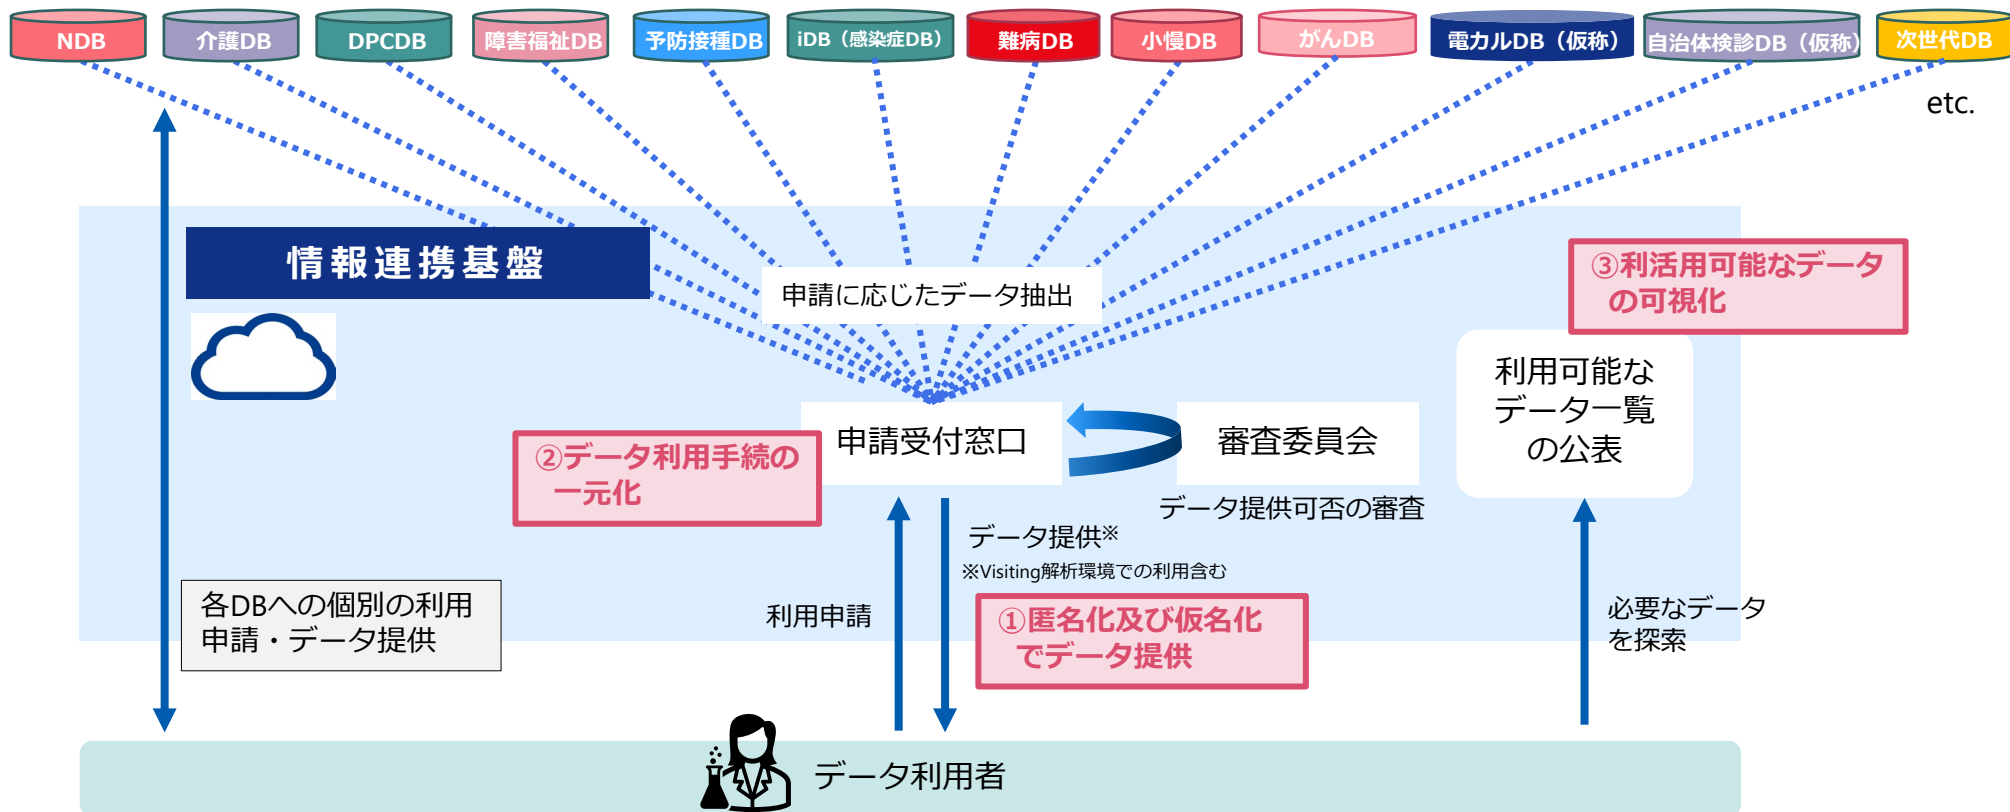 NDB
介護DB
DPCDB
障害福祉DB
予防接種DB
iDB（感染症DB）
難病DB
小慢DB
がんDB
電カルDB（仮称）
自治体検診DB（仮称）
次世代DB
etc.
情報連携基盤
申請に応じたデータ抽出
③利活用可能なデータ
の可視化
利用可能な
データ一覧
の公表
申請受付窓口
審査委員会
②データ利用手続の
一元化
データ提供可否の審査
データ提供※
※Visiting解析環境での利用含む
各DBへの個別の利用
申請・データ提供
利用申請
①匿名化及び仮名化
でデータ提供
必要なデータ
を探索
データ利用者